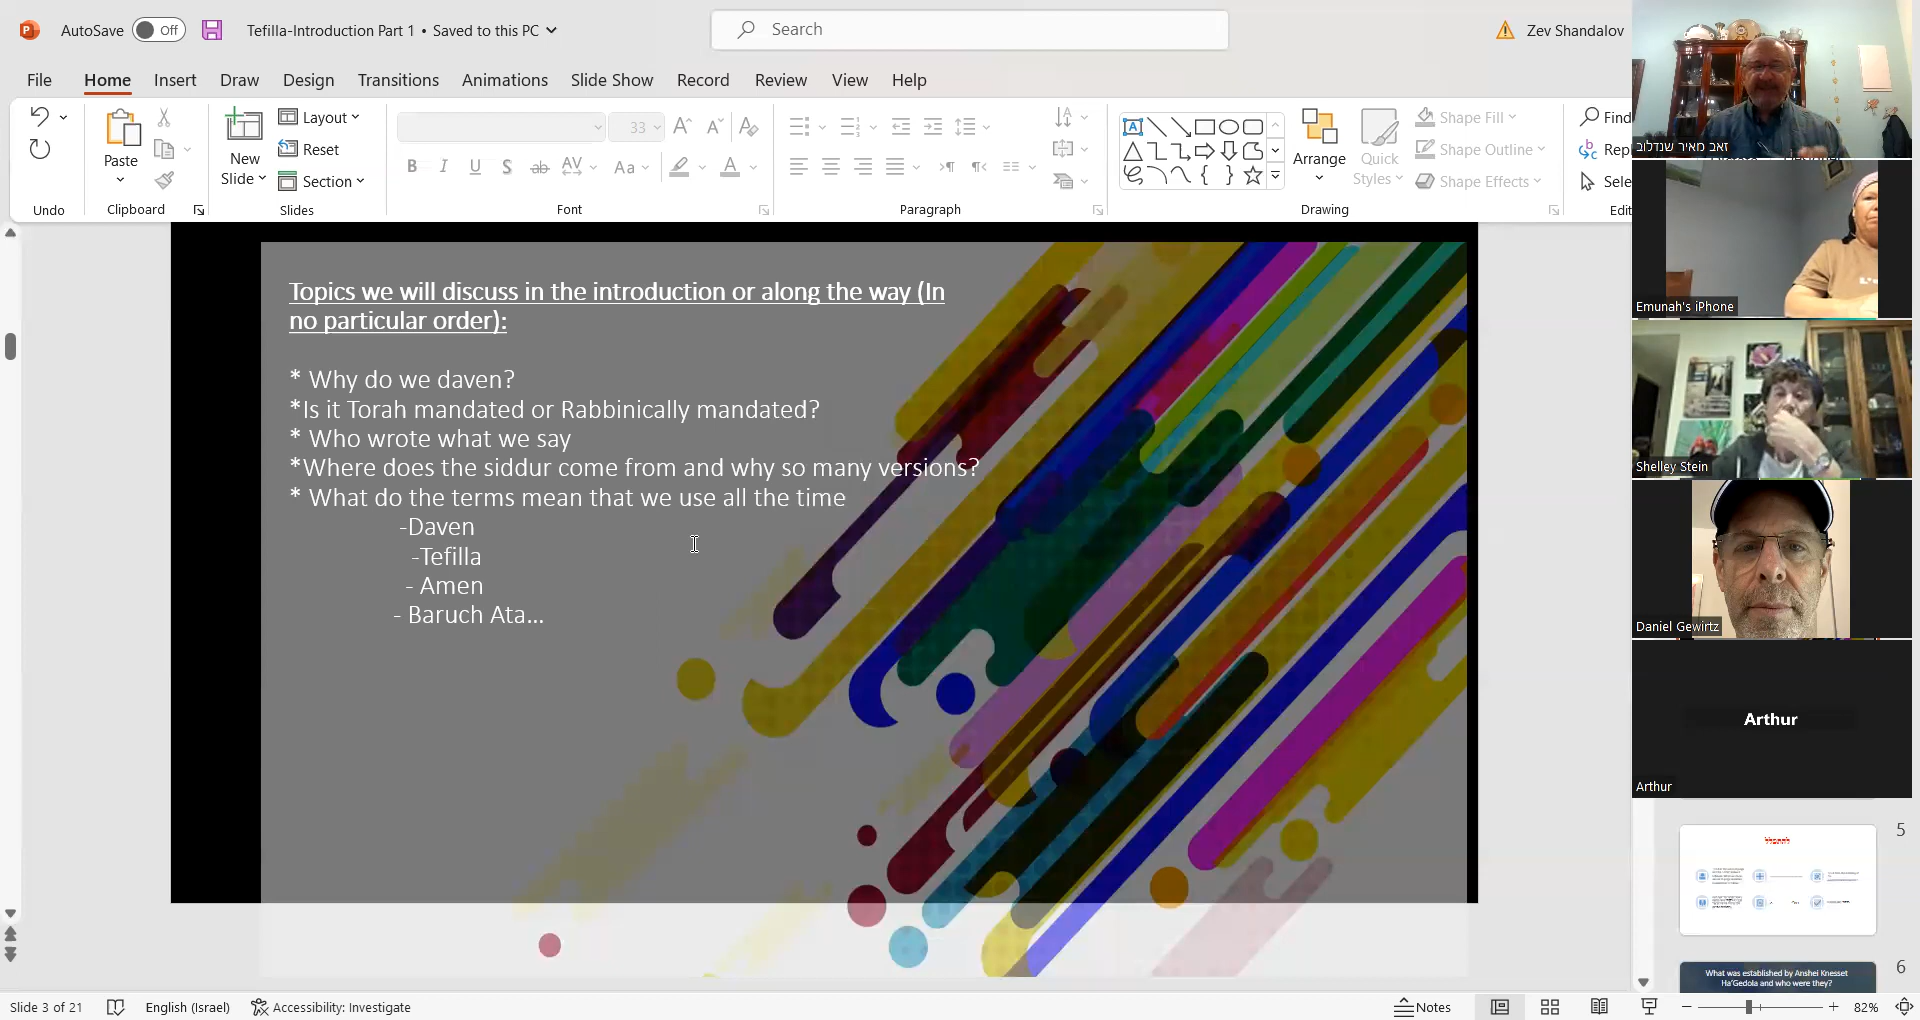 AutoSave Off Tefilla-Introduction Part 1 • Saved to this PC Search Zev Shandalov
File Home Insert Draw Design Transitions Animations Slide Show Record Review View Help
Paste
New Slide
Layout
Reset
Section
33
B I U S ab AV Aa A
Arrange
Quick Styles
Shape Fill
Shape Outline
Shape Effects
Find
Rep
Sele
Undo Clipboard Slides Font Paragraph Drawing Edit
Topics we will discuss in the introduction or along the way (In
no particular order):
* Why do we daven?
*Is it Torah mandated or Rabbinically mandated?
* Who wrote what we say
*Where does the siddur come from and why so many versions?
* What do the terms mean that we use all the time
-Daven
-Tefilla
- Amen
- Baruch Ata...
זאב מאיר שנדלוב
Emunah's iPhone
Shelley Stein
Daniel Gewirtz
Arthur
Arthur
5
6
What was established by Anshei Knesset
Ha'Gedola and who were they?
Slide 3 of 21 English (Israel) Accessibility: Investigate Notes 82%